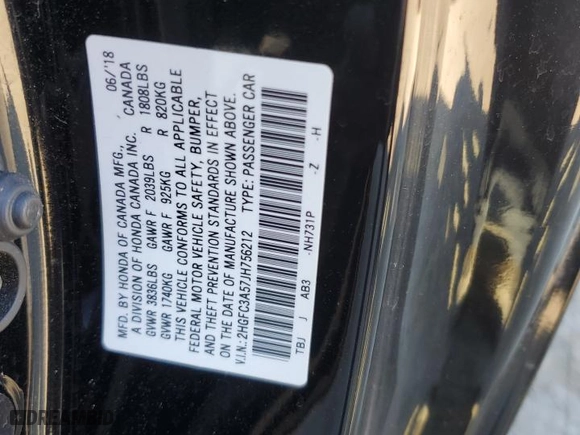 MFD. BY HONDA OF CANADA MFG., 06/'18
A DIVISION OF HONDA CANADA INC. CANADA
GVWR 3836LBS GAWR F 2039LBS R 1808LBS
GVWR 1740KG GAWR F 925KG R 820KG
THIS VEHICLE CONFORMS TO ALL APPLICABLE
FEDERAL MOTOR VEHICLE SAFETY, BUMPER,
AND THEFT PREVENTION STANDARDS IN EFFECT
ON THE DATE OF MANUFACTURE SHOWN ABOVE.
V.I.N.: 2HGFC3A57JH756212 TYPE: PASSENGER CAR
TBJ J AB3 -NH731P -Z -H
DREAMBID